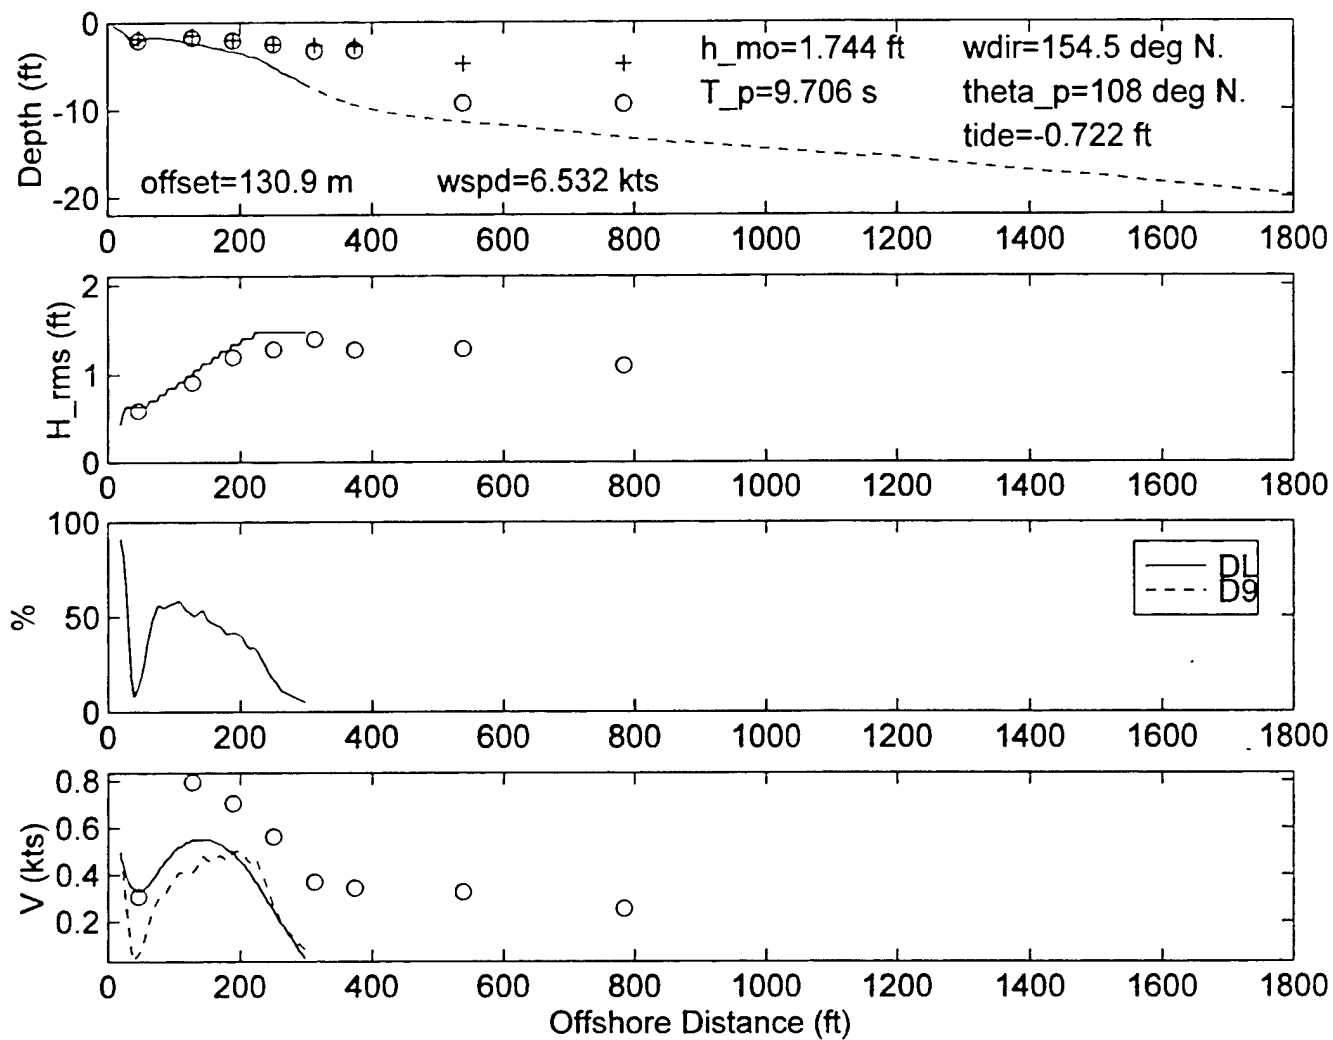 0
-10
-20
Depth (ft)
h_mo=1.744 ft
wdir=154.5 deg N.
T_p=9.706 s
theta_p=108 deg N.
tide=-0.722 ft
offset=130.9 m
wspd=6.532 kts
0 200 400 600 800 1000 1200 1400 1600 1800
2
1
0
H_rms (ft)
0 200 400 600 800 1000 1200 1400 1600 1800
100
50
0
%
DL
D9
0 200 400 600 800 1000 1200 1400 1600 1800
0.8
0.6
0.4
0.2
V (kts)
0 200 400 600 800 1000 1200 1400 1600 1800
Offshore Distance (ft)